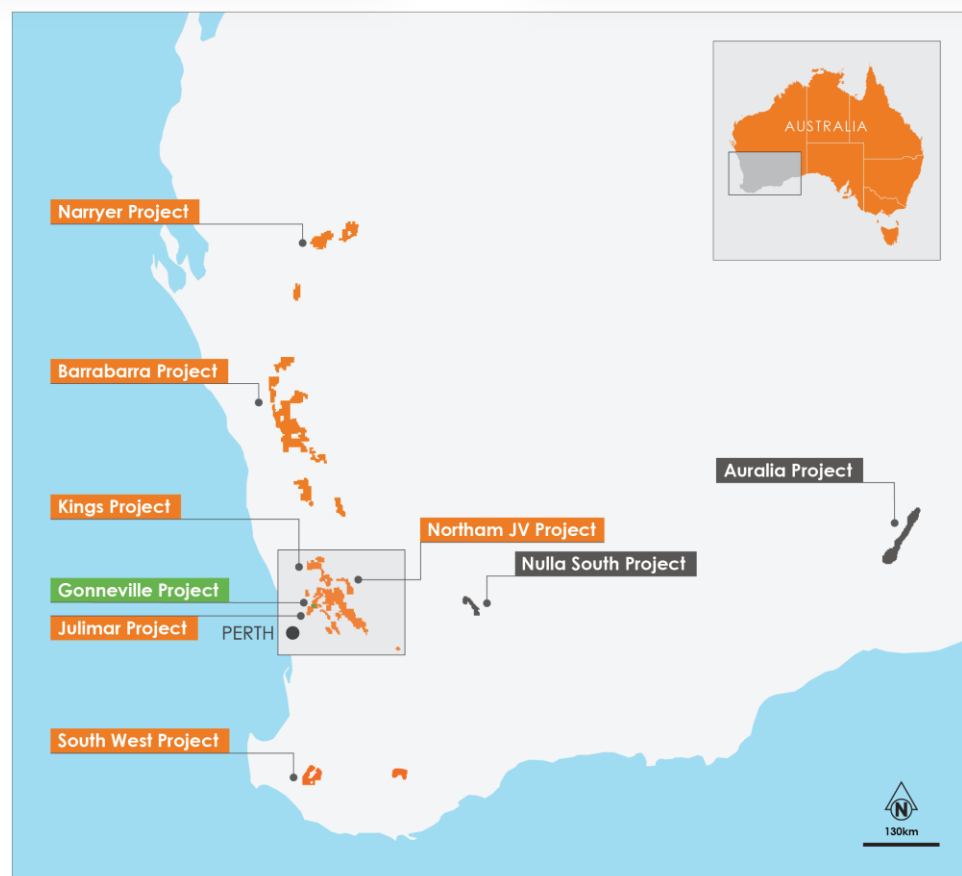 AUSTRALIA
Narryer Project
Barrabarra Project
Auralia Project
Kings Project
Northam JV Project
Nulla South Project
Gonneville Project
Julimar Project
PERTH
South West Project
N
130km